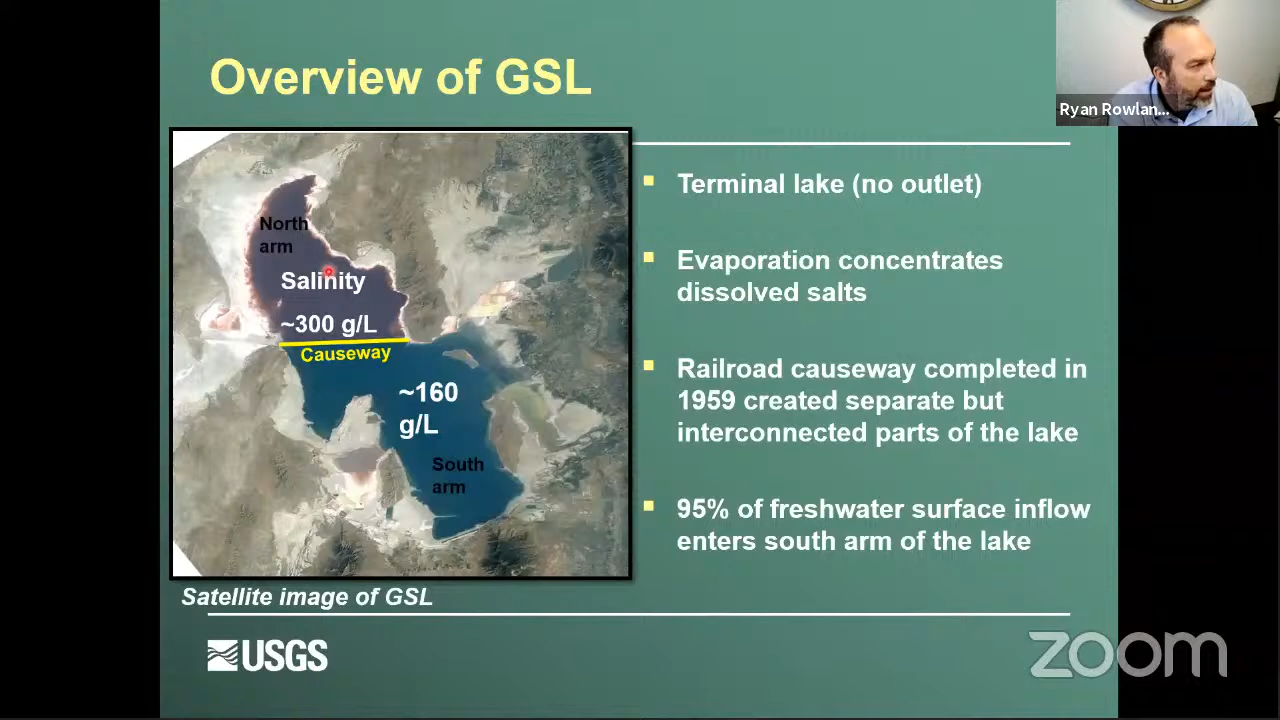 Overview of GSL
Ryan Rowlan...
North
arm
Salinity
~300 g/L
Causeway
~160
g/L
South
arm
Satellite image of GSL
Terminal lake (no outlet)
Evaporation concentrates
dissolved salts
Railroad causeway completed in
1959 created separate but
interconnected parts of the lake
95% of freshwater surface inflow
enters south arm of the lake
USGS
zoom